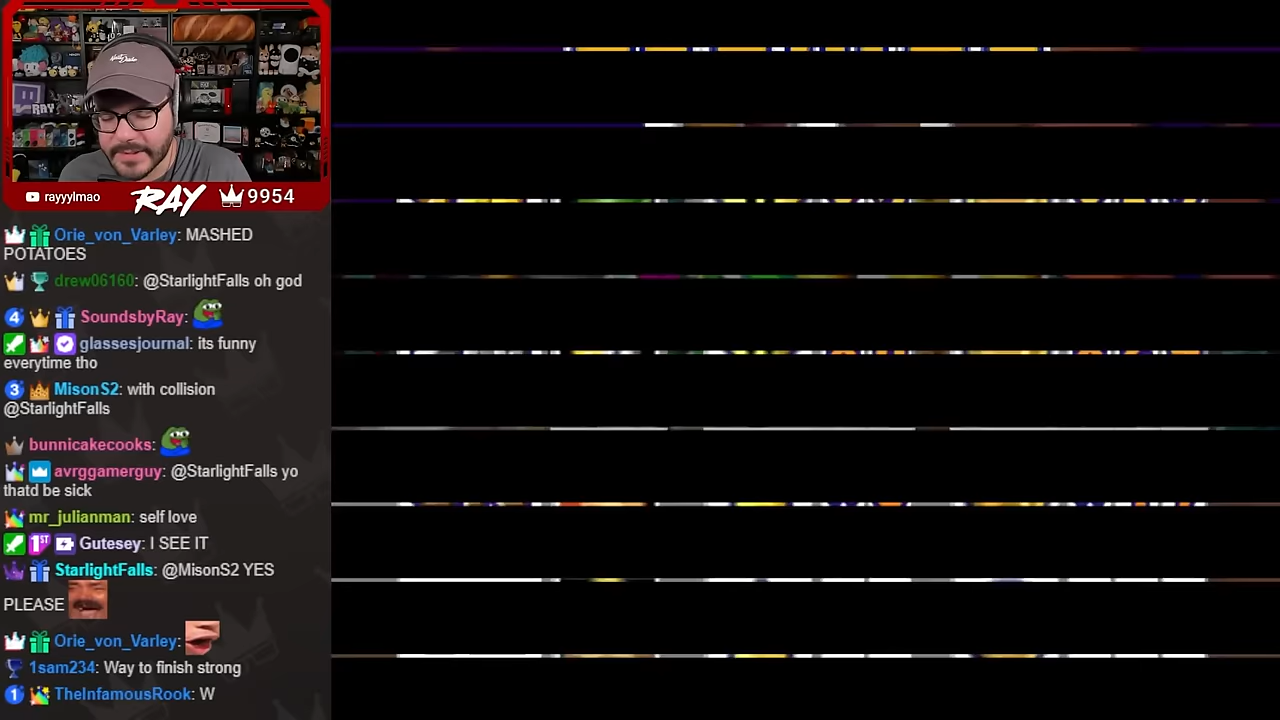 rayyylmao RAY 9954
Orie_von_Varley: MASHED
POTATOES
drew06160: @StarlightFalls oh god
4 SoundsbyRay:
glassesjournal: its funny
everytime tho
3 MisonS2: with collision
@StarlightFalls
bunnicakecooks:
avrggamerguy: @StarlightFalls yo
thatd be sick
mr_julianman: self love
1ST Gutesey: I SEE IT
StarlightFalls: @MisonS2 YES
PLEASE
Orie_von_Varley:
1sam234: Way to finish strong
1 TheInfamousRook: W